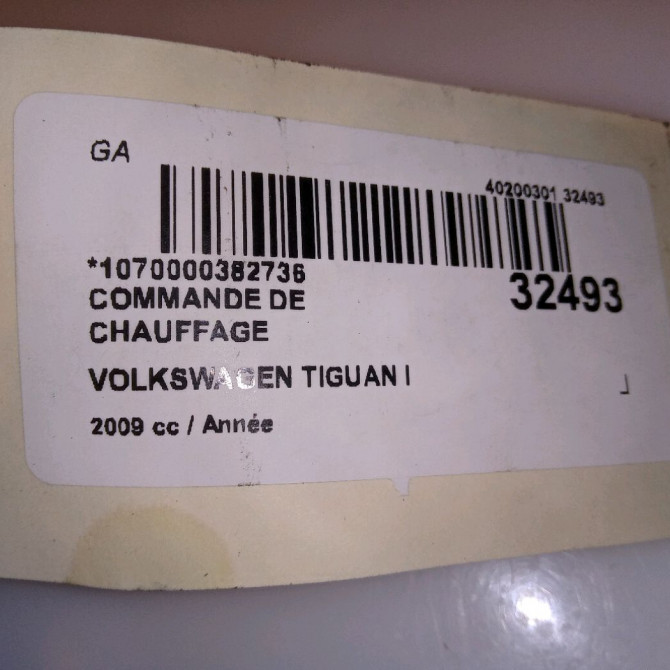 GA
40200301 32493
*1070000382736
32493
COMMANDE DE
CHAUFFAGE
VOLKSWAGEN TIGUAN I
2009 cc / Année